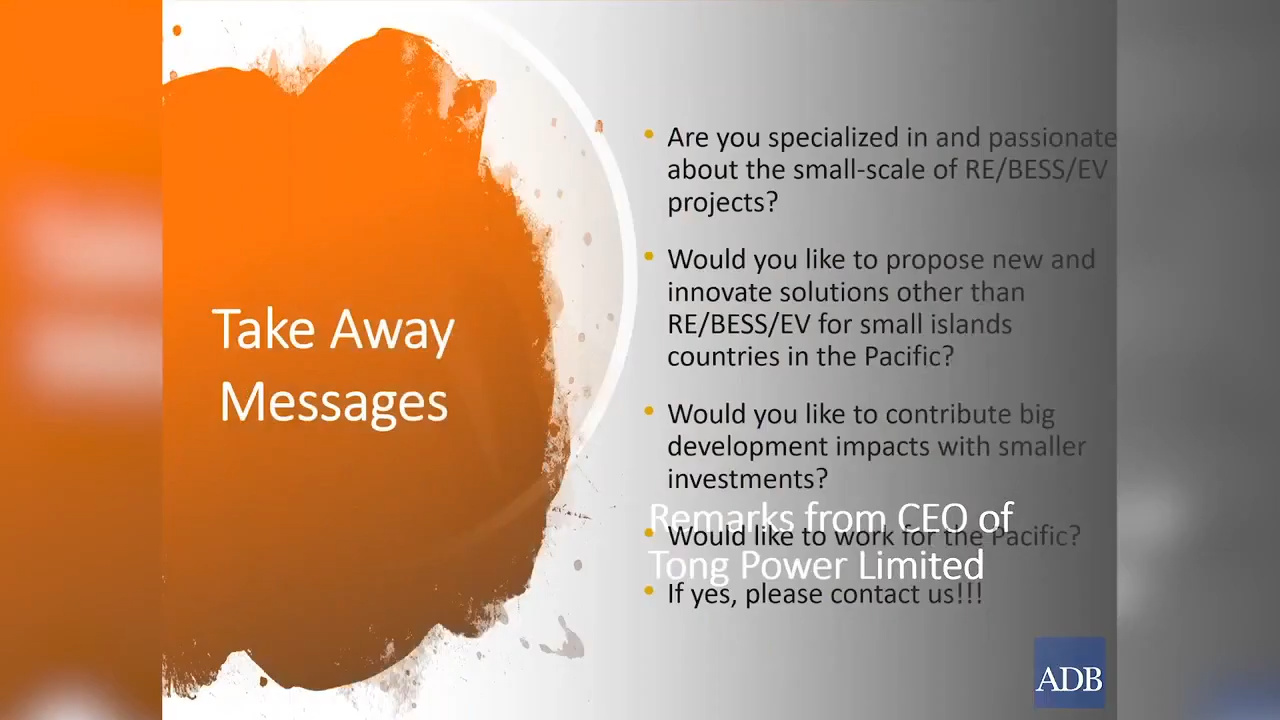 Take Away
Messages
• Are you specialized in and passionate
about the small-scale of RE/BESS/EV
projects?
• Would you like to propose new and
innovate solutions other than
RE/BESS/EV for small islands
countries in the Pacific?
• Would you like to contribute big
development impacts with smaller
investments?
Remarks from CEO of
• Would like to work for the Pacific?
Tong Power Limited
• If yes, please contact us!!!
ADB